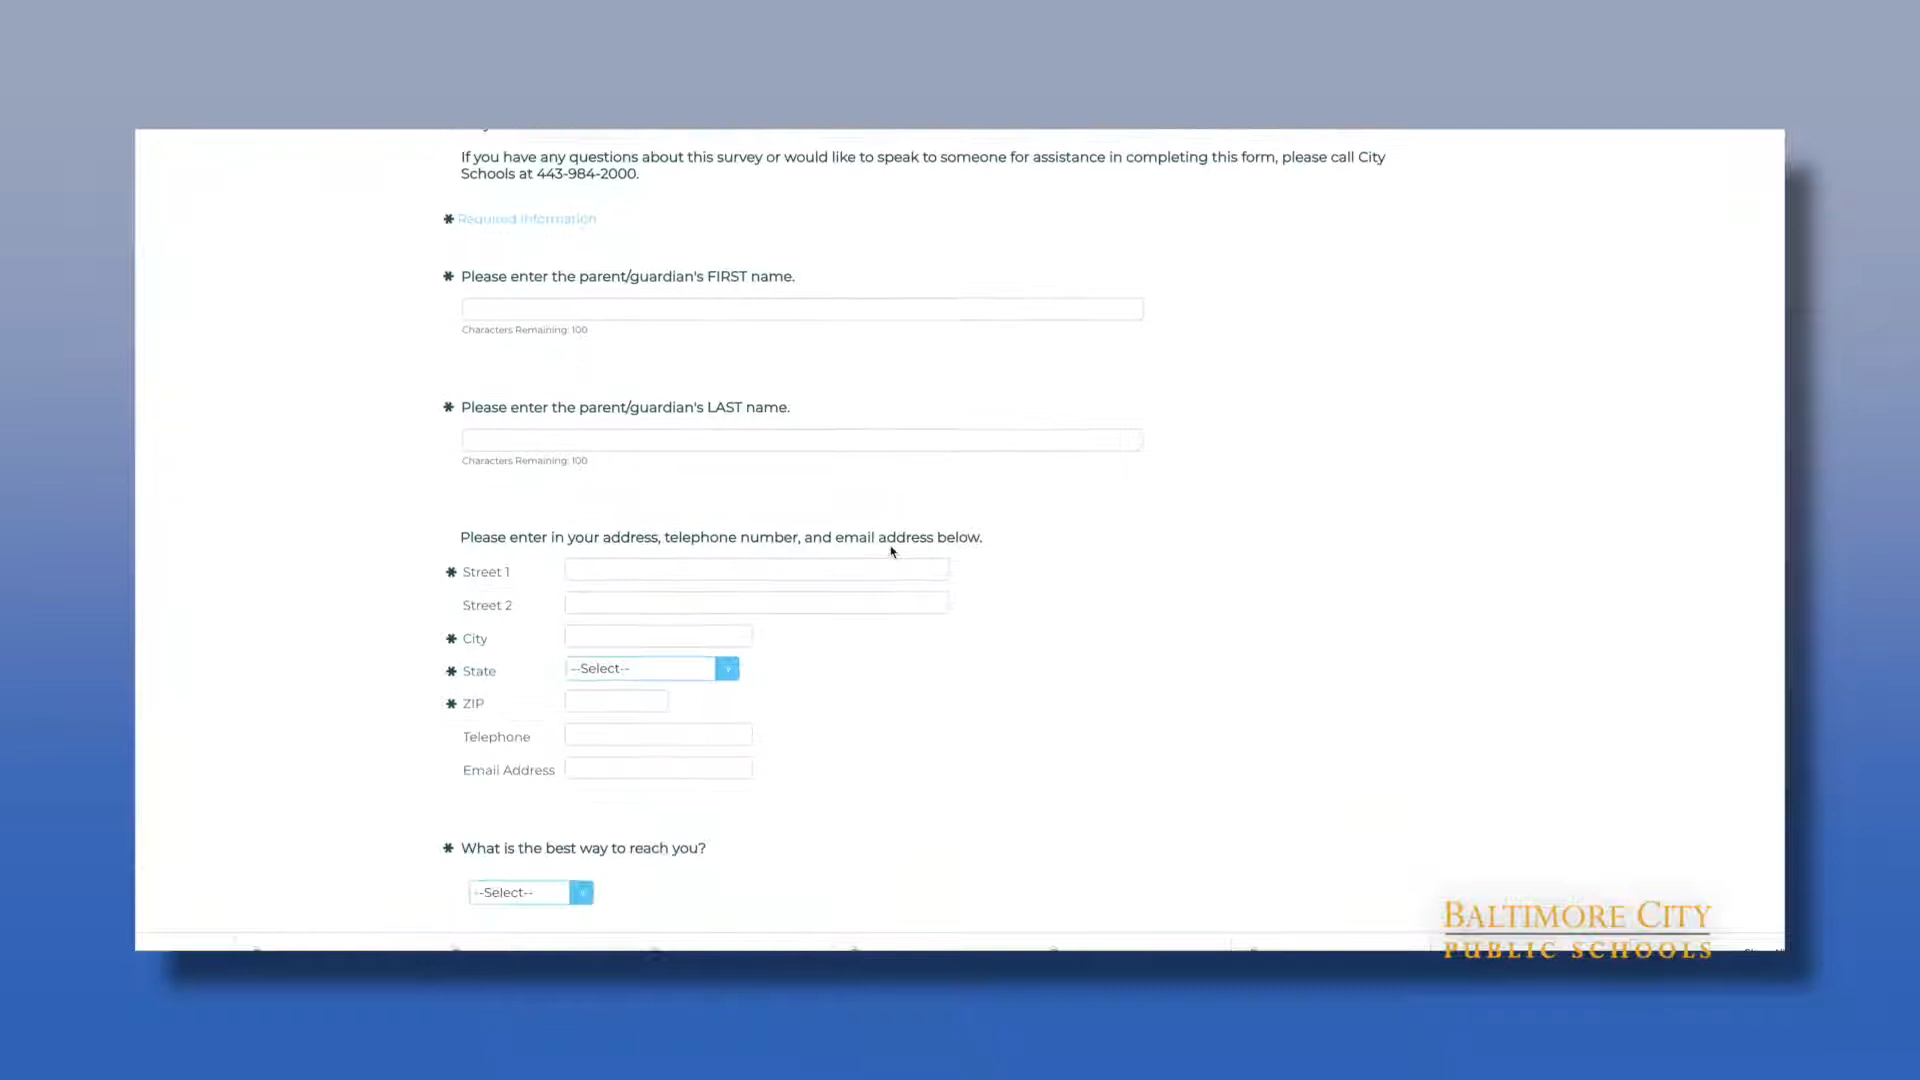 If you have any questions about this survey or would like to speak to someone for assistance in completing this form, please call City
Schools at 443-984-2000.
* Required Information
* Please enter the parent/guardian's FIRST name.
Characters Remaining: 100
* Please enter the parent/guardian's LAST name.
Characters Remaining: 100
Please enter in your address, telephone number, and email address below.
* Street 1
Street 2
* City
* State --Select--
* ZIP
Telephone
Email Address
* What is the best way to reach you?
--Select--
BALTIMORE CITY
PUBLIC SCHOOLS